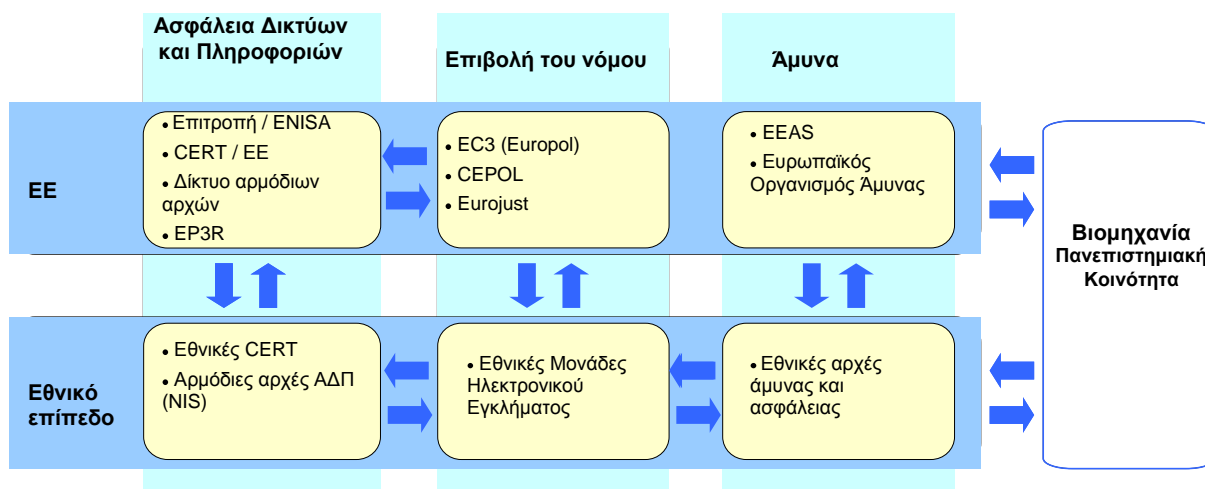 Ασφάλεια Δικτύων
και Πληροφοριών
Επιβολή του νόμου
Άμυνα
ΕΕ
• Επιτροπή / ENISA
• CERT / ΕΕ
• Δίκτυο αρμόδιων
αρχών
• EP3R
• EC3 (Europol)
• CEPOL
• Eurojust
• EEAS
• Ευρωπαϊκός
Οργανισμός Άμυνας
Βιομηχανία
Πανεπιστημιακή
Κοινότητα
Εθνικό
επίπεδο
• Εθνικές CERT
• Αρμόδιες αρχές ΑΔΠ
(NIS)
• Εθνικές Μονάδες
Ηλεκτρονικού
Εγκλήματος
• Εθνικές αρχές
άμυνας και
ασφάλειας